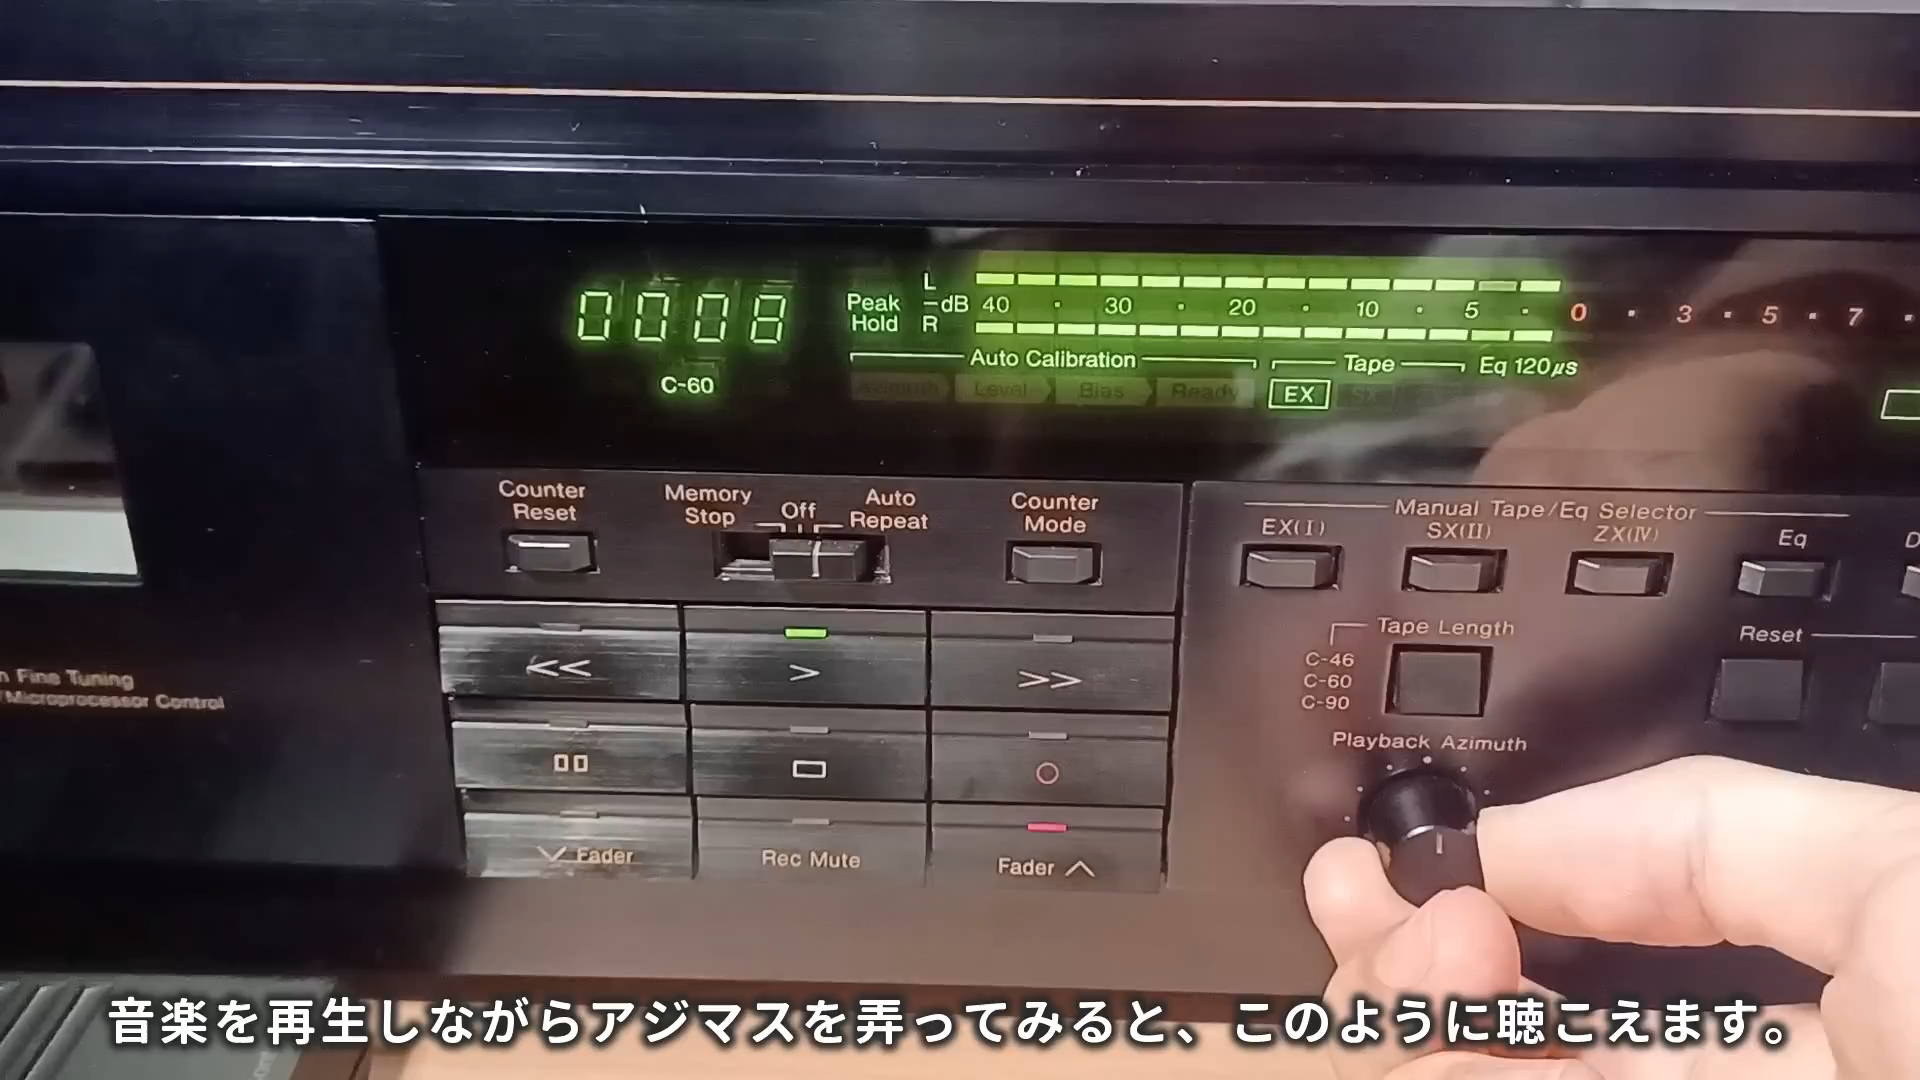 0008
C-60
Peak Hold
L
R
dB 40 · 30 · 20 · 10 · 5 · 0 · 3 · 5 · 7 ·
Auto Calibration
Azimuth Level Bias Ready
Tape
Eq 120μs
EX
Counter Reset
Memory Stop
Off
Auto Repeat
Counter Mode
Manual Tape/Eq Selector
EX(I)
SX(II)
ZX(IV)
Eq
Tape Length
C-46
C-60
C-90
Reset
Playback Azimuth
<<
>
>>
Fader
Rec Mute
Fader
Fine Tuning
Microprocessor Control
音楽を再生しながらアジマスを弄ってみると、このように聴こえます。